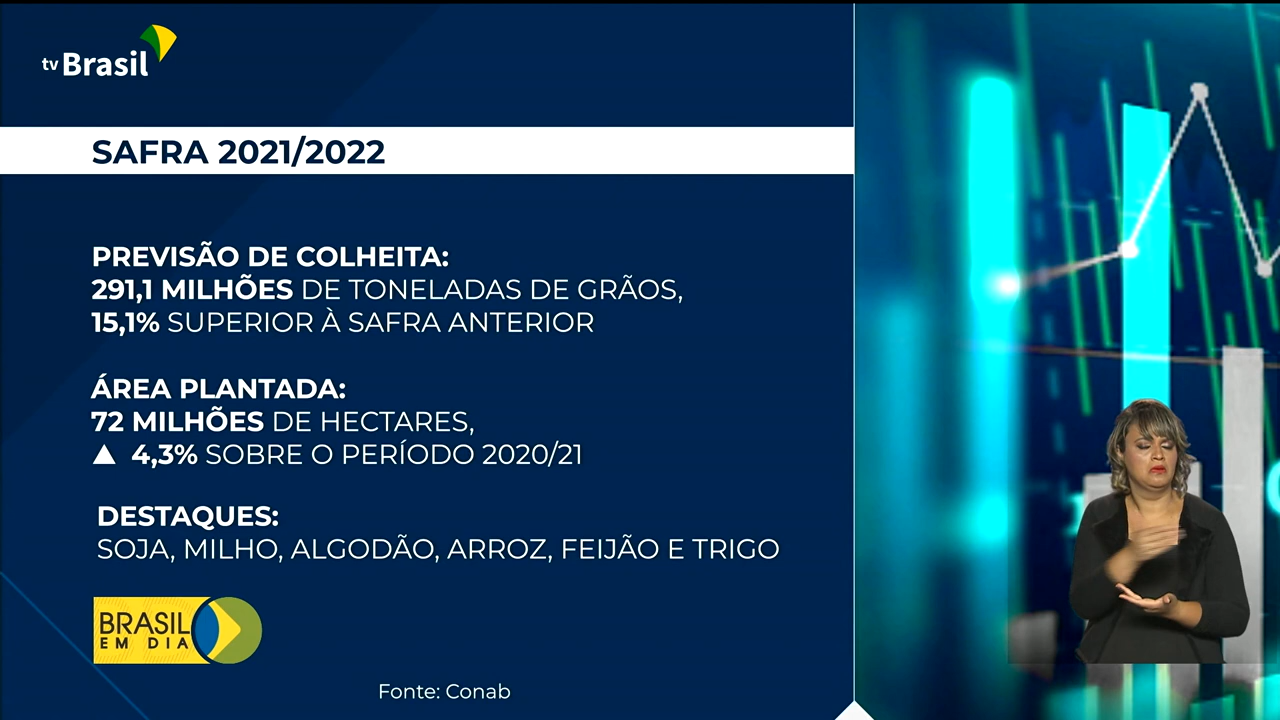 tv Brasil
SAFRA 2021/2022
PREVISÃO DE COLHEITA:
291,1 MILHÕES DE TONELADAS DE GRÃOS,
15,1% SUPERIOR À SAFRA ANTERIOR
ÁREA PLANTADA:
72 MILHÕES DE HECTARES,
▲ 4,3% SOBRE O PERÍODO 2020/21
DESTAQUES:
SOJA, MILHO, ALGODÃO, ARROZ, FEIJÃO E TRIGO
BRASIL
EM DIA
Fonte: Conab